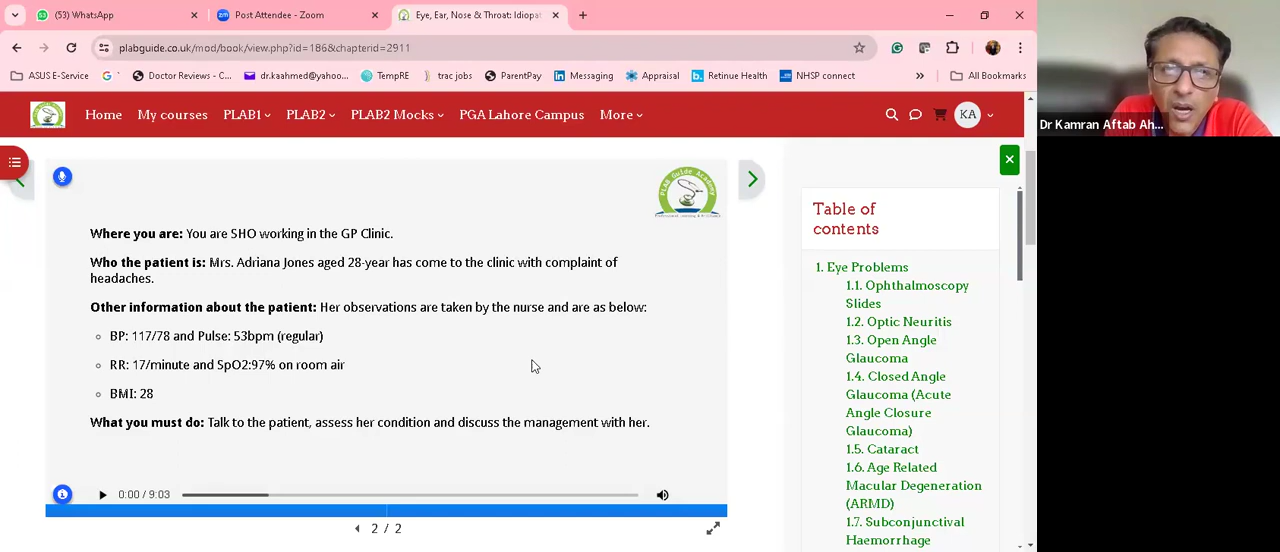 (53) WhatsApp
Post Attendee - Zoom
Eye, Ear, Nose & Throat: Idiopat
plabguide.co.uk/mod/book/view.php?id=186&chapterid=2911
ASUS E-Service
Doctor Reviews - C...
dr.kaahmed@yahoo...
TempRE
trac jobs
ParentPay
Messaging
Appraisal
Retinue Health
NHSP connect
All Bookmarks
Home
My courses
PLAB1
PLAB2
PLAB2 Mocks
PGA Lahore Campus
More
KA
Dr Kamran Aftab Ah...
PLAB Guide Academy
Where you are: You are SHO working in the GP Clinic.
Who the patient is: Mrs. Adriana Jones aged 28-year has come to the clinic with complaint of
headaches.
Other information about the patient: Her observations are taken by the nurse and are as below:
BP: 117/78 and Pulse: 53bpm (regular)
RR: 17/minute and SpO2:97% on room air
BMI: 28
What you must do: Talk to the patient, assess her condition and discuss the management with her.
0:00 / 9:03
2 / 2
Table of
contents
1. Eye Problems
1.1. Ophthalmoscopy
Slides
1.2. Optic Neuritis
1.3. Open Angle
Glaucoma
1.4. Closed Angle
Glaucoma (Acute
Angle Closure
Glaucoma)
1.5. Cataract
1.6. Age Related
Macular Degeneration
(ARMD)
1.7. Subconjunctival
Haemorrhage